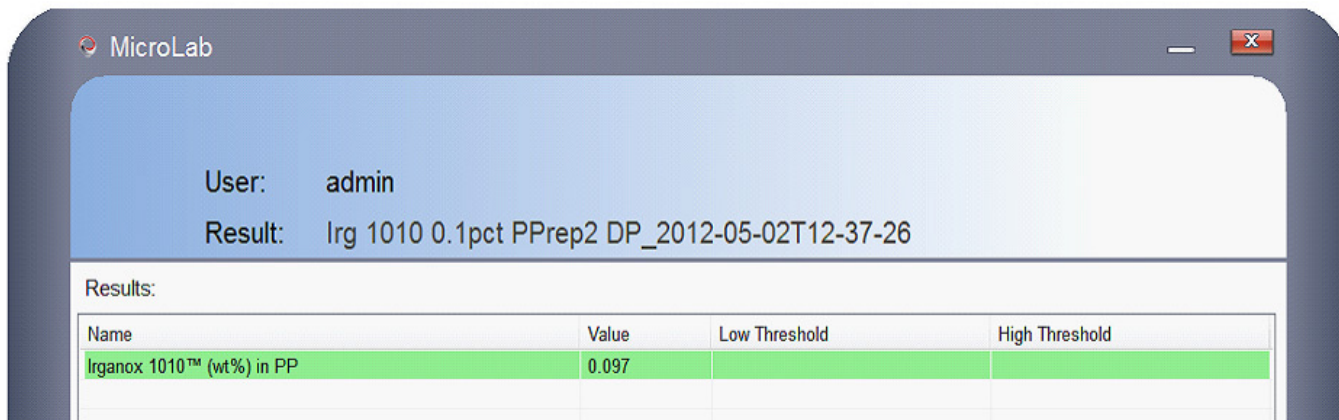 MicroLab
X
User: admin
Result: Irg 1010 0.1pct PPrep2 DP_2012-05-02T12-37-26
Results:
Name Value Low Threshold High Threshold
Irganox 1010™ (wt%) in PP 0.097